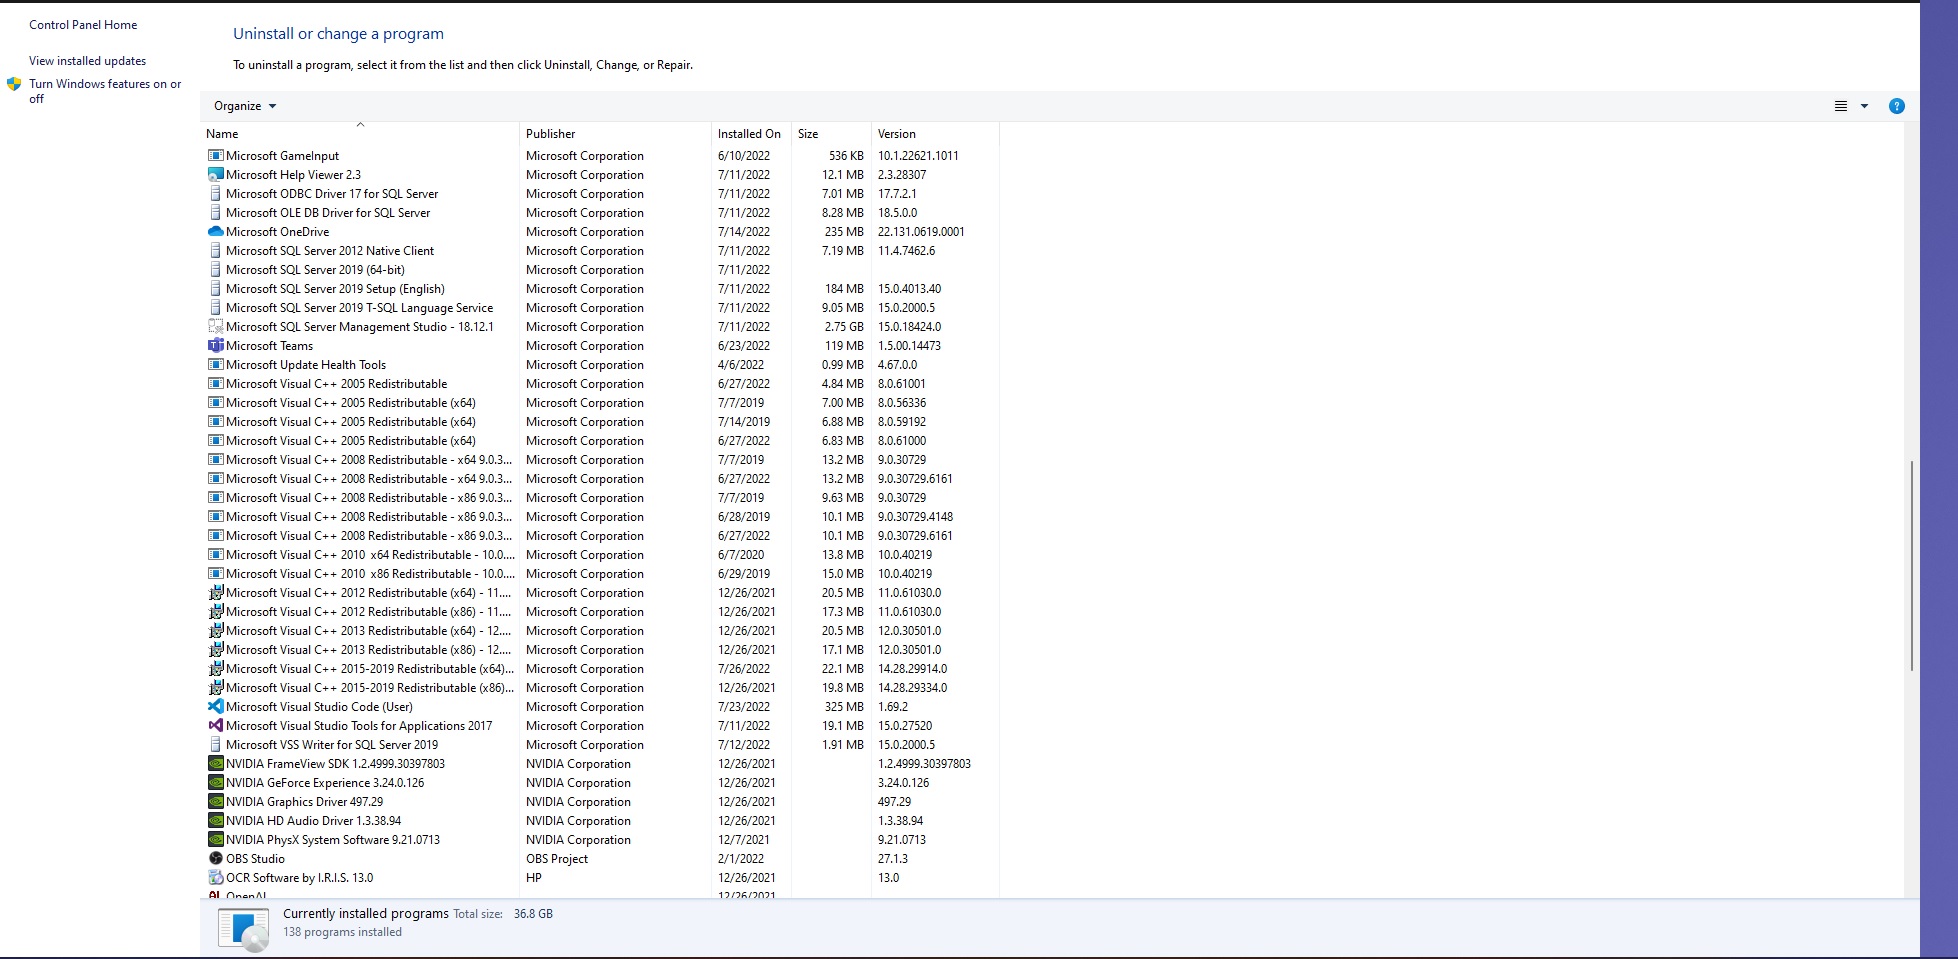 Control Panel Home
View installed updates
Turn Windows features on or
off
Uninstall or change a program
To uninstall a program, select it from the list and then click Uninstall, Change, or Repair.
Organize
Name Publisher Installed On Size Version
Microsoft GameInput Microsoft Corporation 6/10/2022 536 KB 10.1.22621.1011
Microsoft Help Viewer 2.3 Microsoft Corporation 7/11/2022 12.1 MB 2.3.28307
Microsoft ODBC Driver 17 for SQL Server Microsoft Corporation 7/11/2022 7.01 MB 17.7.2.1
Microsoft OLE DB Driver for SQL Server Microsoft Corporation 7/11/2022 8.28 MB 18.5.0.0
Microsoft OneDrive Microsoft Corporation 7/14/2022 235 MB 22.131.0619.0001
Microsoft SQL Server 2012 Native Client Microsoft Corporation 7/11/2022 7.19 MB 11.4.7462.6
Microsoft SQL Server 2019 (64-bit) Microsoft Corporation 7/11/2022
Microsoft SQL Server 2019 Setup (English) Microsoft Corporation 7/11/2022 184 MB 15.0.4013.40
Microsoft SQL Server 2019 T-SQL Language Service Microsoft Corporation 7/11/2022 9.05 MB 15.0.2000.5
Microsoft SQL Server Management Studio - 18.12.1 Microsoft Corporation 7/11/2022 2.75 GB 15.0.18424.0
Microsoft Teams Microsoft Corporation 6/23/2022 119 MB 1.5.00.14473
Microsoft Update Health Tools Microsoft Corporation 4/6/2022 0.99 MB 4.67.0.0
Microsoft Visual C++ 2005 Redistributable Microsoft Corporation 6/27/2022 4.84 MB 8.0.61001
Microsoft Visual C++ 2005 Redistributable (x64) Microsoft Corporation 7/7/2019 7.00 MB 8.0.56336
Microsoft Visual C++ 2005 Redistributable (x64) Microsoft Corporation 7/14/2019 6.88 MB 8.0.59192
Microsoft Visual C++ 2005 Redistributable (x64) Microsoft Corporation 6/27/2022 6.83 MB 8.0.61000
Microsoft Visual C++ 2008 Redistributable - x64 9.0.3... Microsoft Corporation 7/7/2019 13.2 MB 9.0.30729
Microsoft Visual C++ 2008 Redistributable - x64 9.0.3... Microsoft Corporation 6/27/2022 13.2 MB 9.0.30729.6161
Microsoft Visual C++ 2008 Redistributable - x86 9.0.3... Microsoft Corporation 7/7/2019 9.63 MB 9.0.30729
Microsoft Visual C++ 2008 Redistributable - x86 9.0.3... Microsoft Corporation 6/28/2019 10.1 MB 9.0.30729.4148
Microsoft Visual C++ 2008 Redistributable - x86 9.0.3... Microsoft Corporation 6/27/2022 10.1 MB 9.0.30729.6161
Microsoft Visual C++ 2010 x64 Redistributable - 10.0.... Microsoft Corporation 6/7/2020 13.8 MB 10.0.40219
Microsoft Visual C++ 2010 x86 Redistributable - 10.0.... Microsoft Corporation 6/29/2019 15.0 MB 10.0.40219
Microsoft Visual C++ 2012 Redistributable (x64) - 11.... Microsoft Corporation 12/26/2021 20.5 MB 11.0.61030.0
Microsoft Visual C++ 2012 Redistributable (x86) - 11.... Microsoft Corporation 12/26/2021 17.3 MB 11.0.61030.0
Microsoft Visual C++ 2013 Redistributable (x64) - 12.... Microsoft Corporation 12/26/2021 20.5 MB 12.0.30501.0
Microsoft Visual C++ 2013 Redistributable (x86) - 12.... Microsoft Corporation 12/26/2021 17.1 MB 12.0.30501.0
Microsoft Visual C++ 2015-2019 Redistributable (x64)... Microsoft Corporation 7/26/2022 22.1 MB 14.28.29914.0
Microsoft Visual C++ 2015-2019 Redistributable (x86)... Microsoft Corporation 12/26/2021 19.8 MB 14.28.29334.0
Microsoft Visual Studio Code (User) Microsoft Corporation 7/23/2022 325 MB 1.69.2
Microsoft Visual Studio Tools for Applications 2017 Microsoft Corporation 7/11/2022 19.1 MB 15.0.27520
Microsoft VSS Writer for SQL Server 2019 Microsoft Corporation 7/12/2022 1.91 MB 15.0.2000.5
NVIDIA FrameView SDK 1.2.4999.30397803 NVIDIA Corporation 12/26/2021 1.2.4999.30397803
NVIDIA GeForce Experience 3.24.0.126 NVIDIA Corporation 12/26/2021 3.24.0.126
NVIDIA Graphics Driver 497.29 NVIDIA Corporation 12/26/2021 497.29
NVIDIA HD Audio Driver 1.3.38.94 NVIDIA Corporation 12/26/2021 1.3.38.94
NVIDIA PhysX System Software 9.21.0713 NVIDIA Corporation 12/7/2021 9.21.0713
OBS Studio OBS Project 2/1/2022 27.1.3
OCR Software by I.R.I.S. 13.0 HP 12/26/2021 13.0
OpenAL 12/26/2021
Currently installed programs Total size: 36.8 GB
138 programs installed